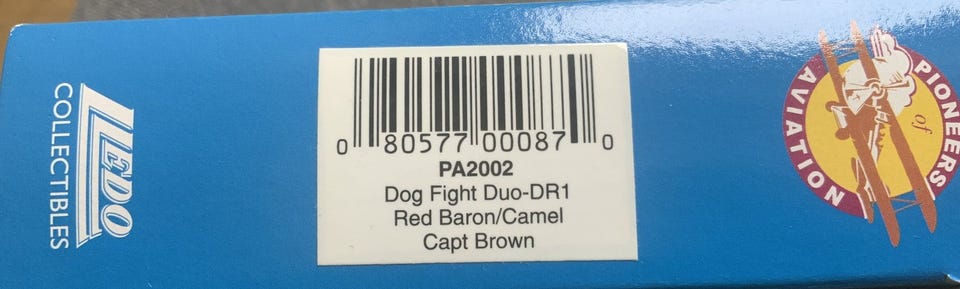 LLEDO
COLLECTIBLES
0 80577 00087 0
PA2002
Dog Fight Duo-DR1
Red Baron/Camel
Capt Brown
PIONEERS
of
AVIATION